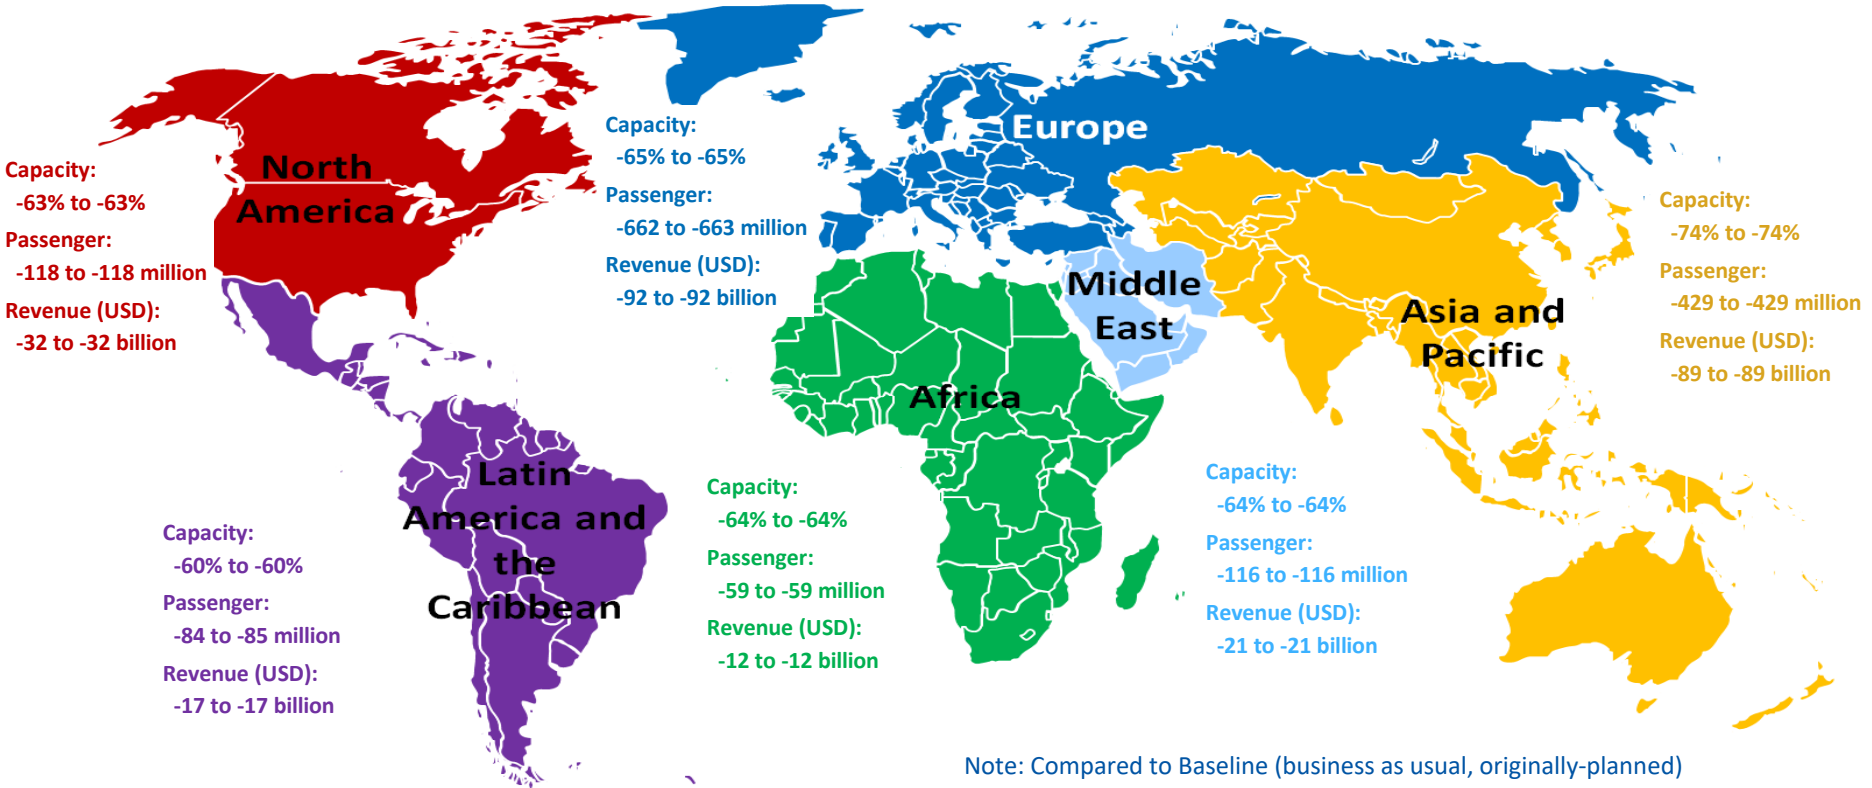 North
America
Capacity:
-63% to -63%
Passenger:
-118 to -118 million
Revenue (USD):
-32 to -32 billion
Capacity:
-65% to -65%
Passenger:
-662 to -663 million
Revenue (USD):
-92 to -92 billion
Europe
Middle
East
Asia and
Pacific
Capacity:
-74% to -74%
Passenger:
-429 to -429 million
Revenue (USD):
-89 to -89 billion
Africa
Latin
America and
the
Caribbean
Capacity:
-60% to -60%
Passenger:
-84 to -85 million
Revenue (USD):
-17 to -17 billion
Capacity:
-64% to -64%
Passenger:
-59 to -59 million
Revenue (USD):
-12 to -12 billion
Capacity:
-64% to -64%
Passenger:
-116 to -116 million
Revenue (USD):
-21 to -21 billion
Note: Compared to Baseline (business as usual, originally-planned)